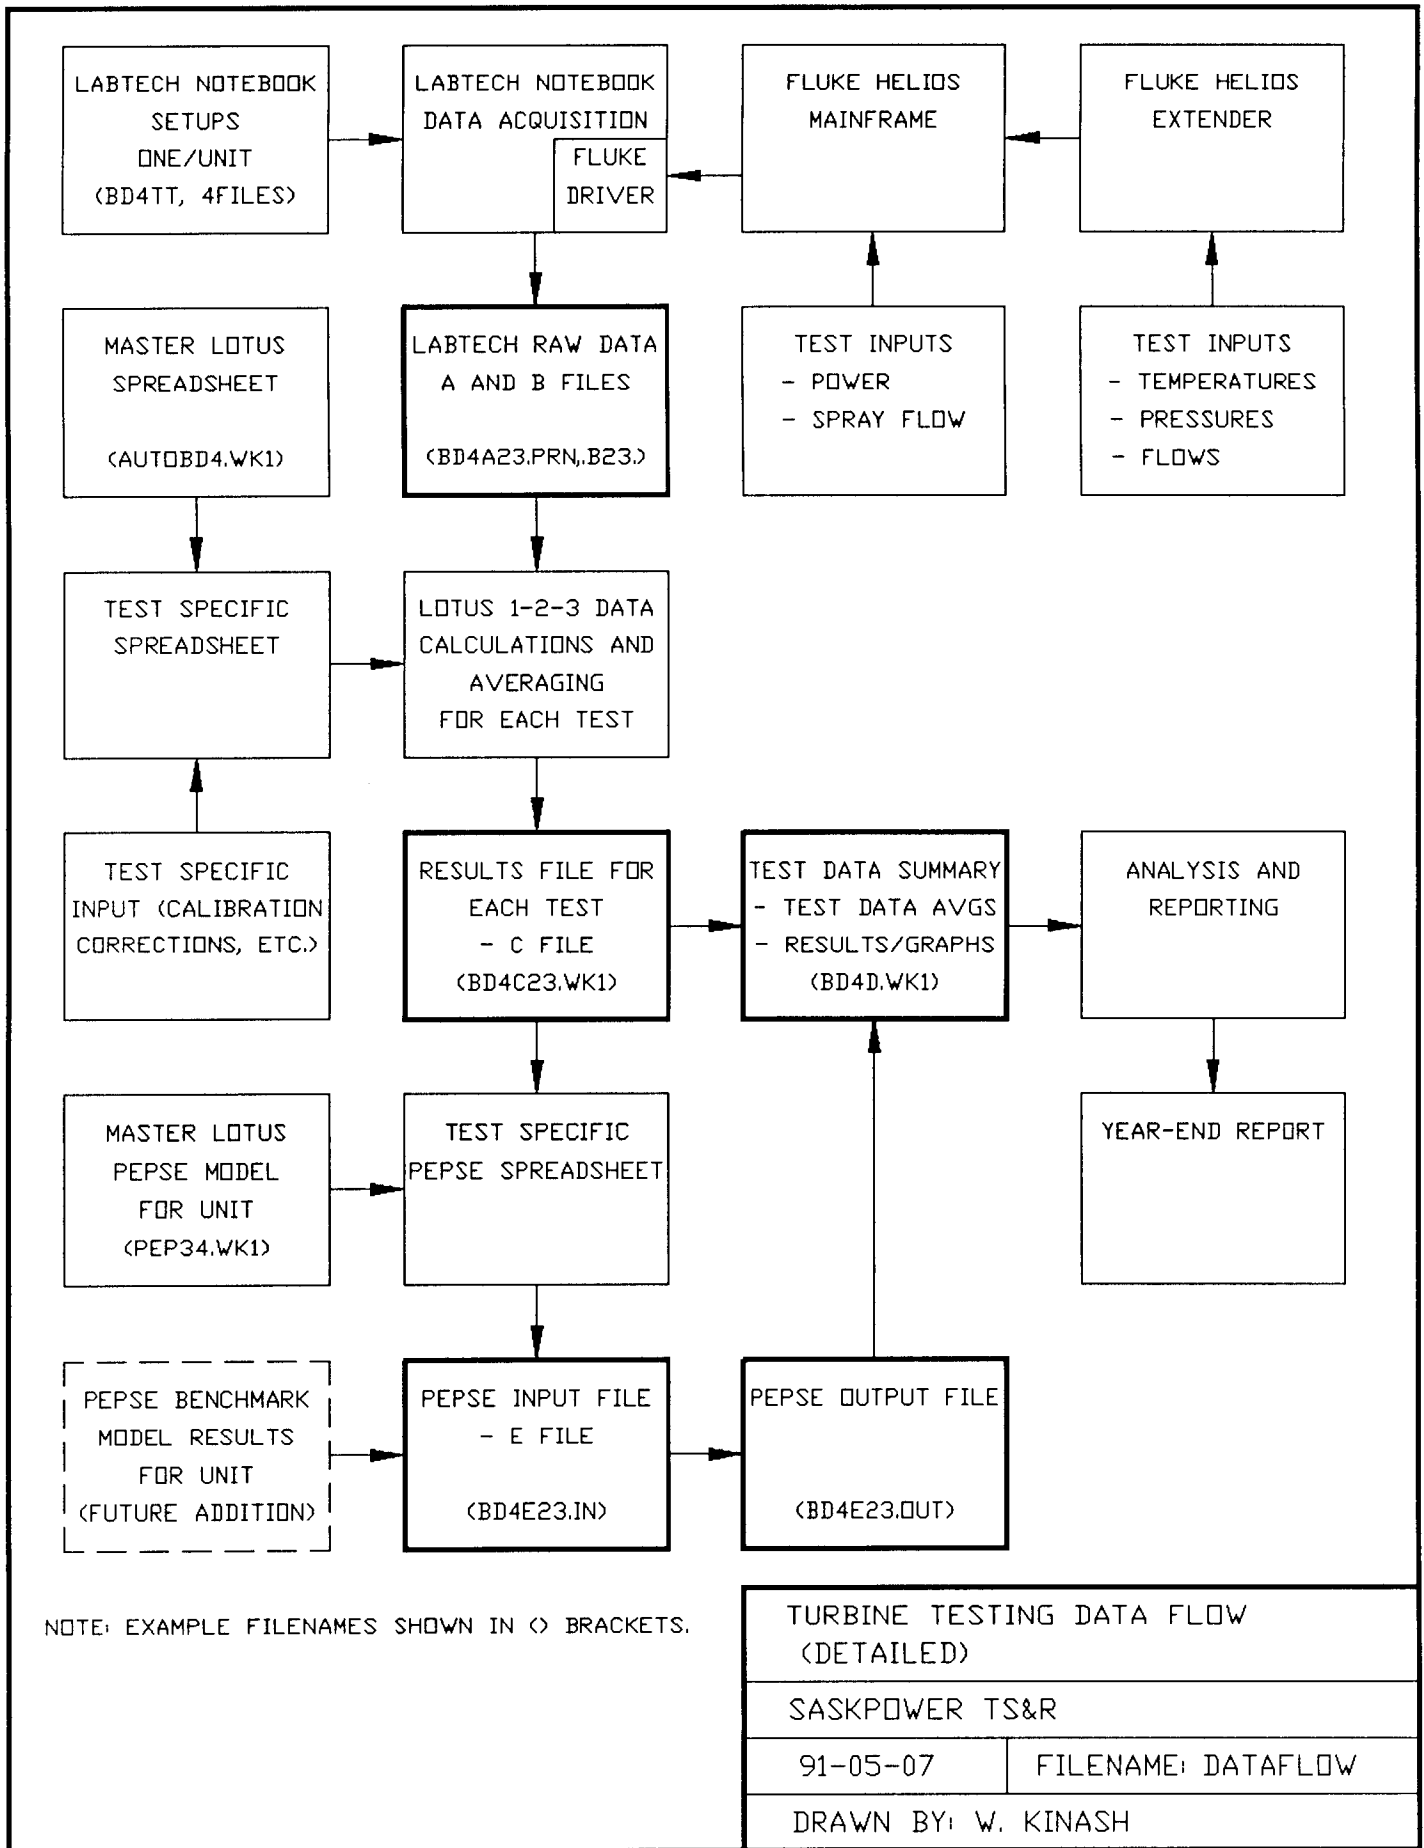 LABTECH NOTEBOOK
SETUPS
ONE/UNIT
(BD4TT, 4FILES)
LABTECH NOTEBOOK
DATA ACQUISITION
FLUKE
DRIVER
FLUKE HELIOS
MAINFRAME
FLUKE HELIOS
EXTENDER
MASTER LOTUS
SPREADSHEET
(AUTOBD4.WK1)
LABTECH RAW DATA
A AND B FILES
(BD4A23.PRN,.B23.)
TEST INPUTS
- POWER
- SPRAY FLOW
TEST INPUTS
- TEMPERATURES
- PRESSURES
- FLOWS
TEST SPECIFIC
SPREADSHEET
LOTUS 1-2-3 DATA
CALCULATIONS AND
AVERAGING
FOR EACH TEST
TEST SPECIFIC
INPUT (CALIBRATION
CORRECTIONS, ETC.)
RESULTS FILE FOR
EACH TEST
- C FILE
(BD4C23.WK1)
TEST DATA SUMMARY
- TEST DATA AVGS
- RESULTS/GRAPHS
(BD4D.WK1)
ANALYSIS AND
REPORTING
MASTER LOTUS
PEPSE MODEL
FOR UNIT
(PEP34.WK1)
TEST SPECIFIC
PEPSE SPREADSHEET
YEAR-END REPORT
PEPSE BENCHMARK
MODEL RESULTS
FOR UNIT
(FUTURE ADDITION)
PEPSE INPUT FILE
- E FILE
(BD4E23.IN)
PEPSE OUTPUT FILE
(BD4E23.OUT)
NOTE: EXAMPLE FILENAMES SHOWN IN () BRACKETS.
TURBINE TESTING DATA FLOW
(DETAILED)
SASKPOWER TS&R
91-05-07
FILENAME: DATAFLOW
DRAWN BY: W. KINASH